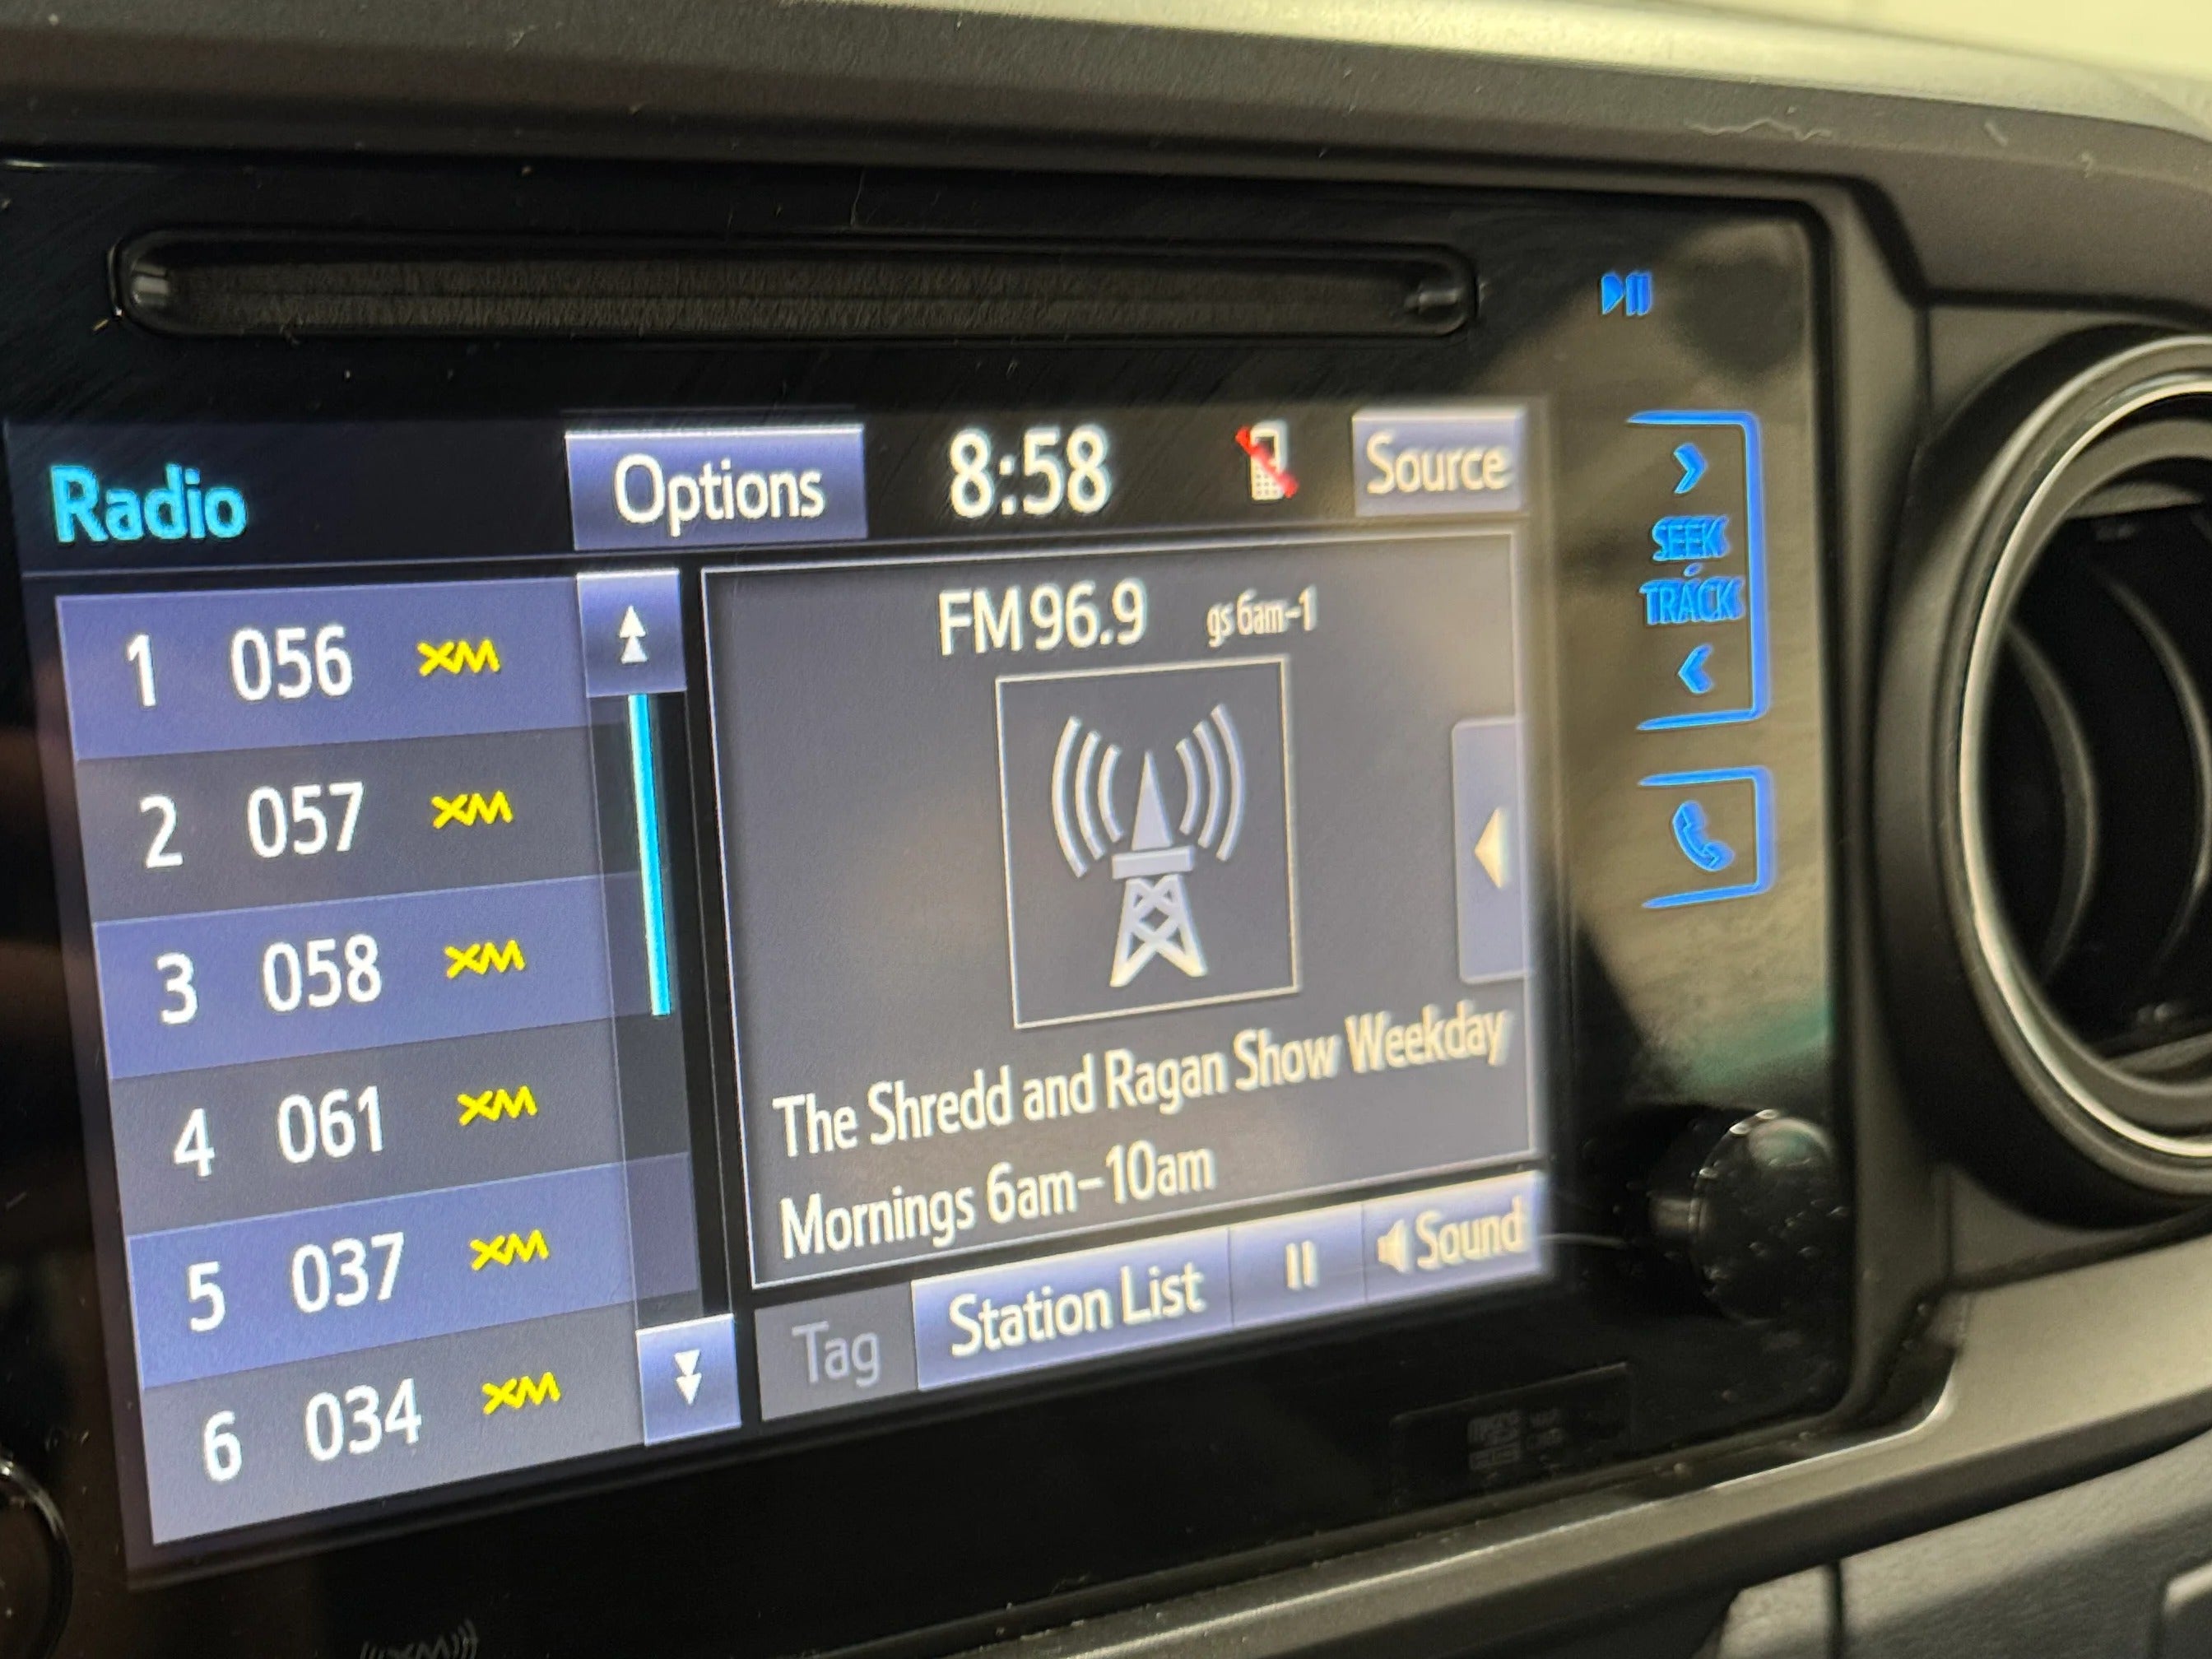 Radio
Options
8:58
Source
1 056 XM
2 057 XM
3 058 XM
4 061 XM
5 037 XM
6 034 XM
FM 96.9 gs 6am-1
The Shredd and Ragan Show Weekday
Mornings 6am-10am
Tag
Station List
Sound
SEEK
TRACK
XM